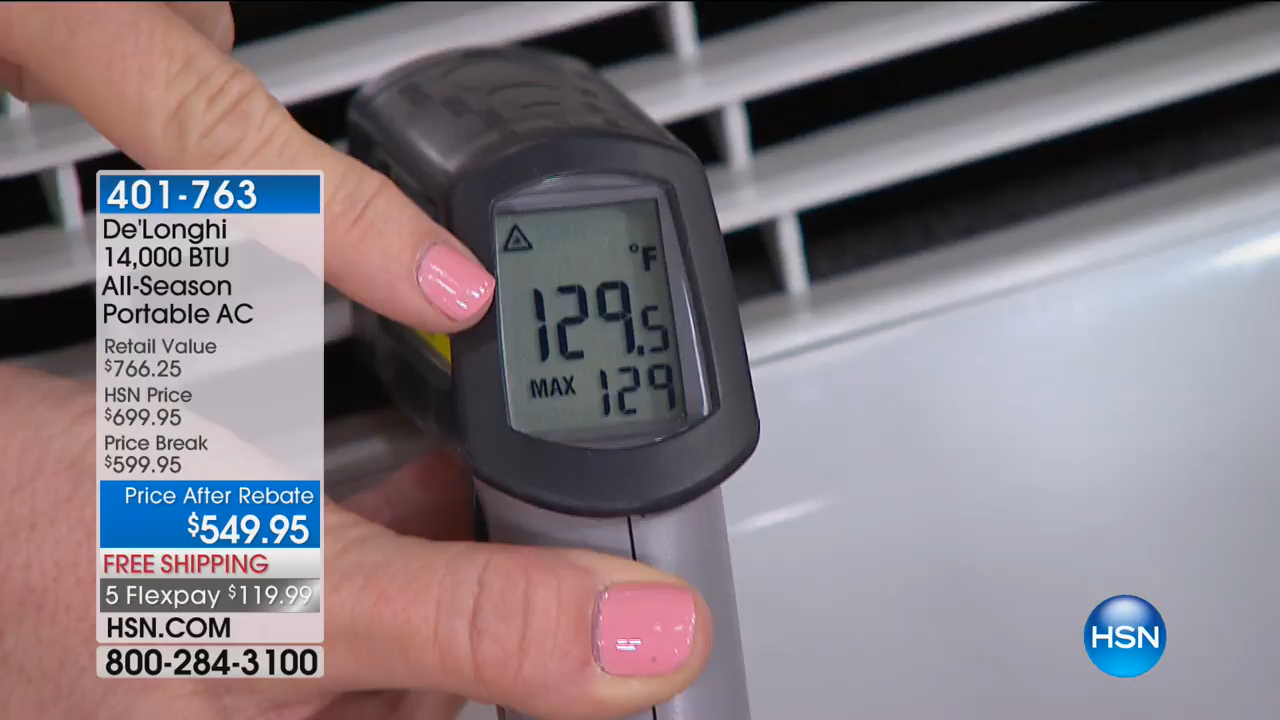 401-763
De'Longhi
14,000 BTU
All-Season
Portable AC
Retail Value
$766.25
HSN Price
$699.95
Price Break
$599.95
Price After Rebate
$549.95
FREE SHIPPING
5 Flexpay $119.99
HSN.COM
800-284-3100
°F
129.5
MAX 129
HSN